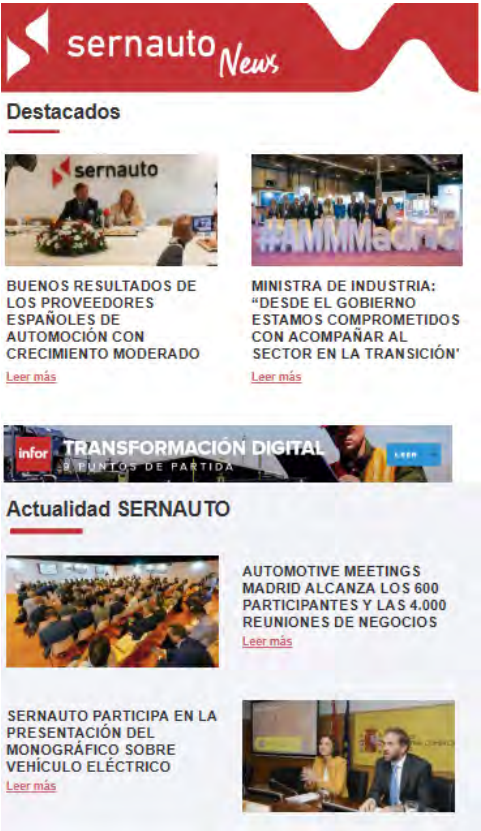 sernauto
News
Destacados
sernauto
#AMMMadrid
BUENOS RESULTADOS DE
LOS PROVEEDORES
ESPAÑOLES DE
AUTOMOCIÓN CON
CRECIMIENTO MODERADO
Leer más
MINISTRA DE INDUSTRIA:
“DESDE EL GOBIERNO
ESTAMOS COMPROMETIDOS
CON ACOMPAÑAR AL
SECTOR EN LA TRANSICIÓN'
Leer más
infor
TRANSFORMACIÓN DIGITAL
9 PUNTOS DE PARTIDA
LEER
Actualidad SERNAUTO
AUTOMOTIVE MEETINGS
MADRID ALCANZA LOS 600
PARTICIPANTES Y LAS 4.000
REUNIONES DE NEGOCIOS
Leer más
SERNAUTO PARTICIPA EN LA
PRESENTACIÓN DEL
MONOGRÁFICO SOBRE
VEHÍCULO ELÉCTRICO
Leer más